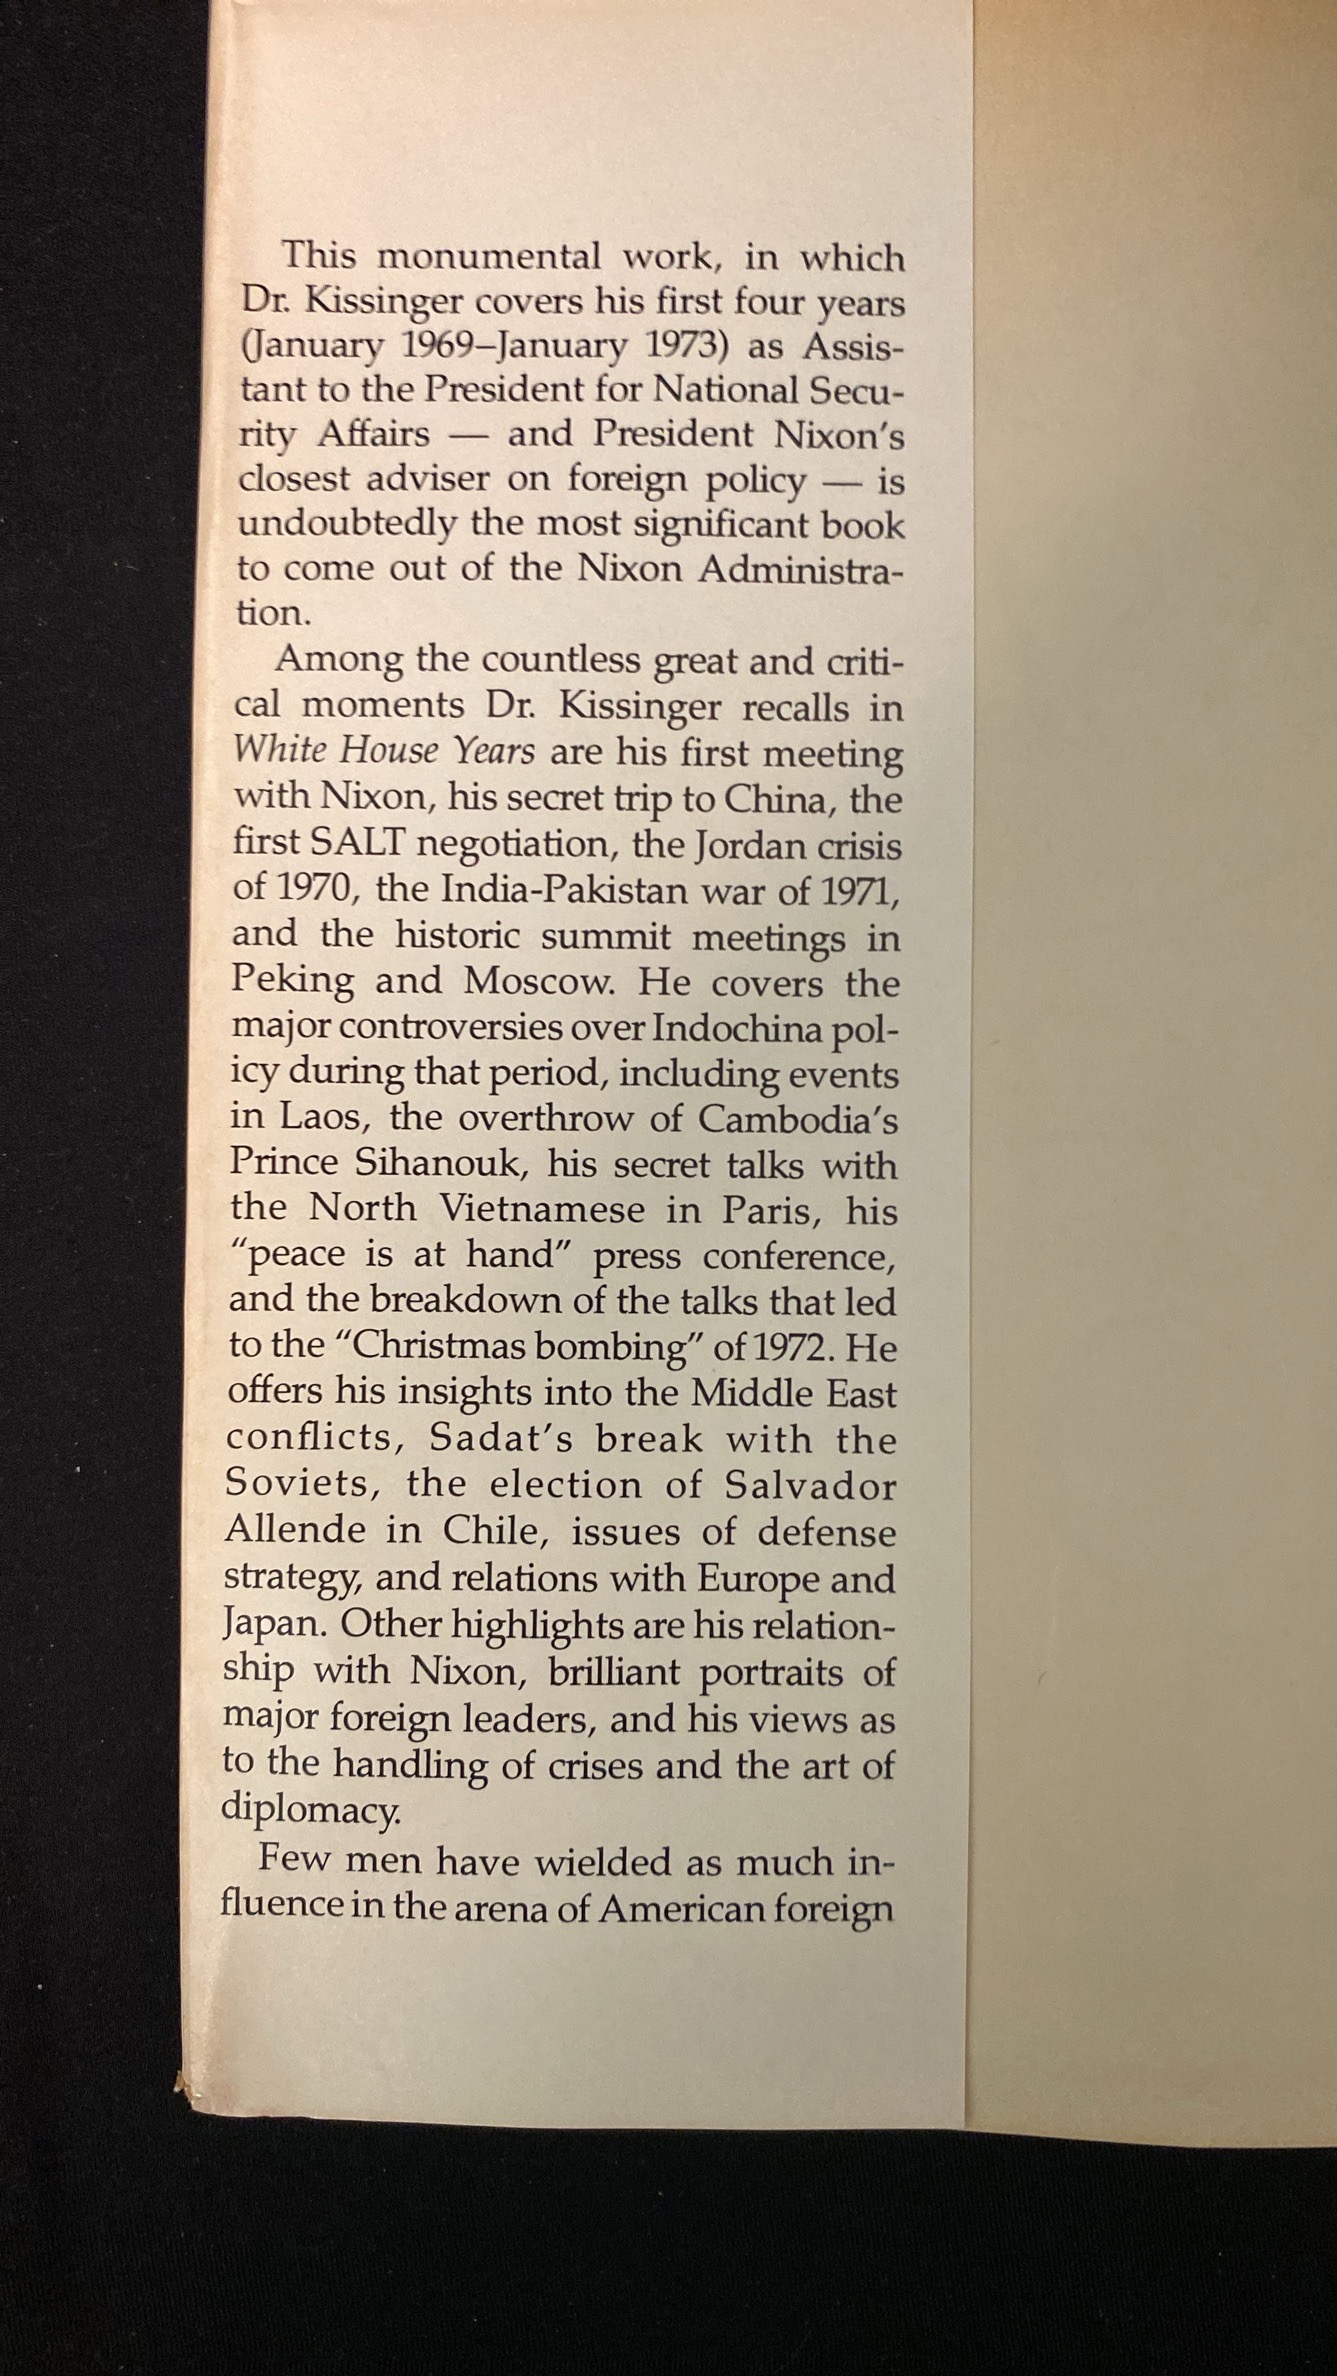 This monumental work, in which
Dr. Kissinger covers his first four years
(January 1969–January 1973) as Assis-
tant to the President for National Secu-
rity Affairs — and President Nixon's
closest adviser on foreign policy — is
undoubtedly the most significant book
to come out of the Nixon Administra-
tion.
Among the countless great and criti-
cal moments Dr. Kissinger recalls in
White House Years are his first meeting
with Nixon, his secret trip to China, the
first SALT negotiation, the Jordan crisis
of 1970, the India-Pakistan war of 1971,
and the historic summit meetings in
Peking and Moscow. He covers the
major controversies over Indochina pol-
icy during that period, including events
in Laos, the overthrow of Cambodia's
Prince Sihanouk, his secret talks with
the North Vietnamese in Paris, his
“peace is at hand” press conference,
and the breakdown of the talks that led
to the “Christmas bombing” of 1972. He
offers his insights into the Middle East
conflicts, Sadat's break with the
Soviets, the election of Salvador
Allende in Chile, issues of defense
strategy, and relations with Europe and
Japan. Other highlights are his relation-
ship with Nixon, brilliant portraits of
major foreign leaders, and his views as
to the handling of crises and the art of
diplomacy.
Few men have wielded as much in-
fluence in the arena of American foreign